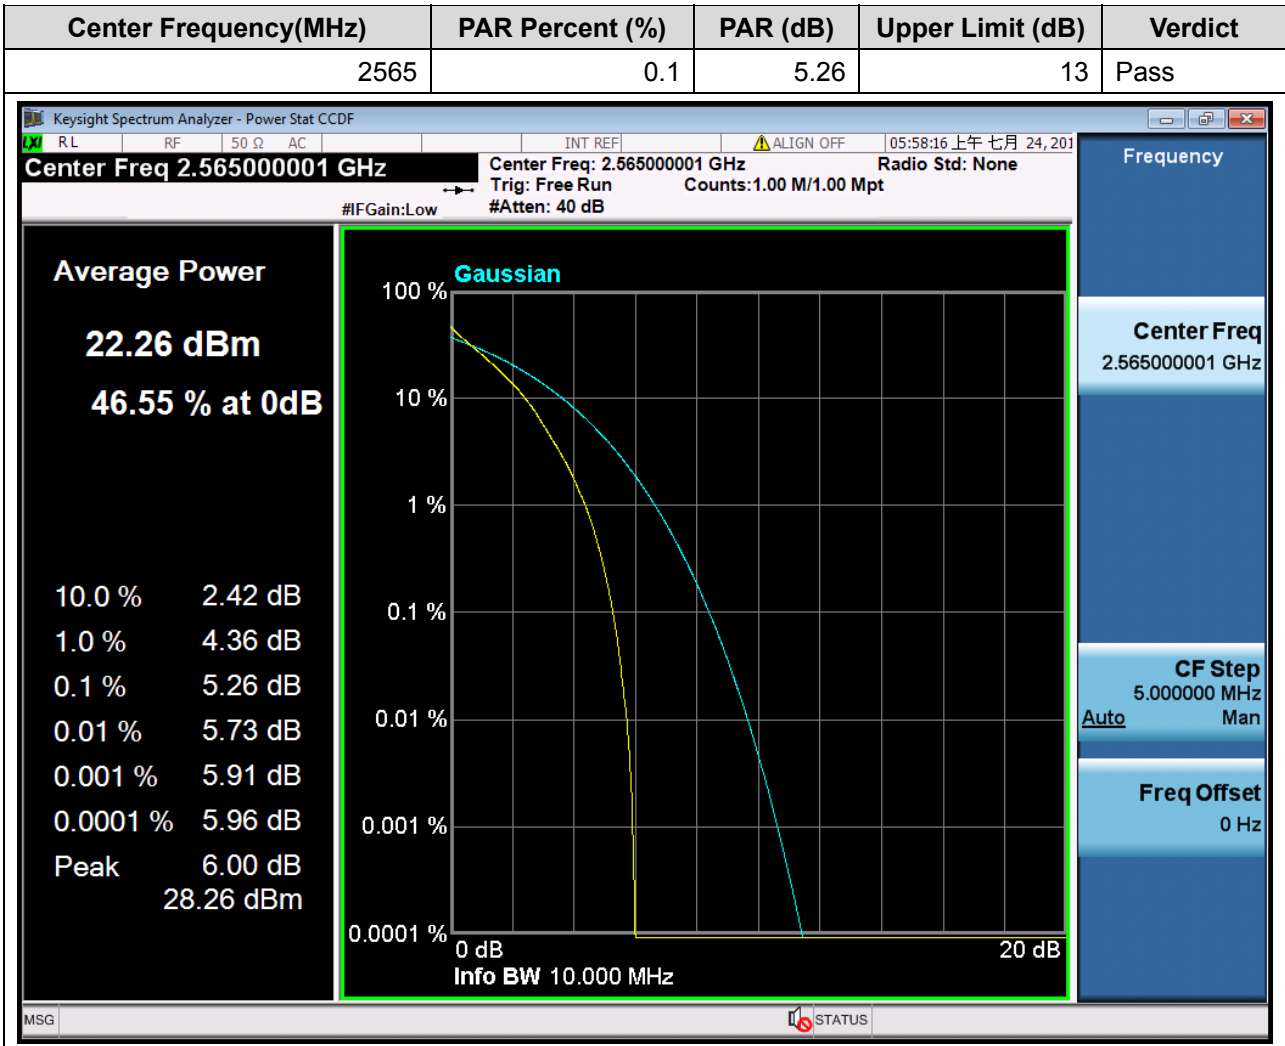 Center Frequency(MHz) PAR Percent (%) PAR (dB) Upper Limit (dB) Verdict
2565 0.1 5.26 13 Pass
Keysight Spectrum Analyzer - Power Stat CCDF
LXI RL RF 50 Ω AC INT REF ALIGN OFF 05:58:16 上午 七月 24, 201
Center Freq 2.565000001 GHz
Center Freq: 2.565000001 GHz Radio Std: None
Trig: Free Run Counts:1.00 M/1.00 Mpt
#IFGain:Low #Atten: 40 dB
Frequency
Average Power
22.26 dBm
46.55 % at 0dB
10.0 % 2.42 dB
1.0 % 4.36 dB
0.1 % 5.26 dB
0.01 % 5.73 dB
0.001 % 5.91 dB
0.0001 % 5.96 dB
Peak 6.00 dB
28.26 dBm
Gaussian
100 %
10 %
1 %
0.1 %
0.01 %
0.001 %
0.0001 %
0 dB 20 dB
Info BW 10.000 MHz
Center Freq
2.565000001 GHz
CF Step
5.000000 MHz
Auto Man
Freq Offset
0 Hz
MSG STATUS